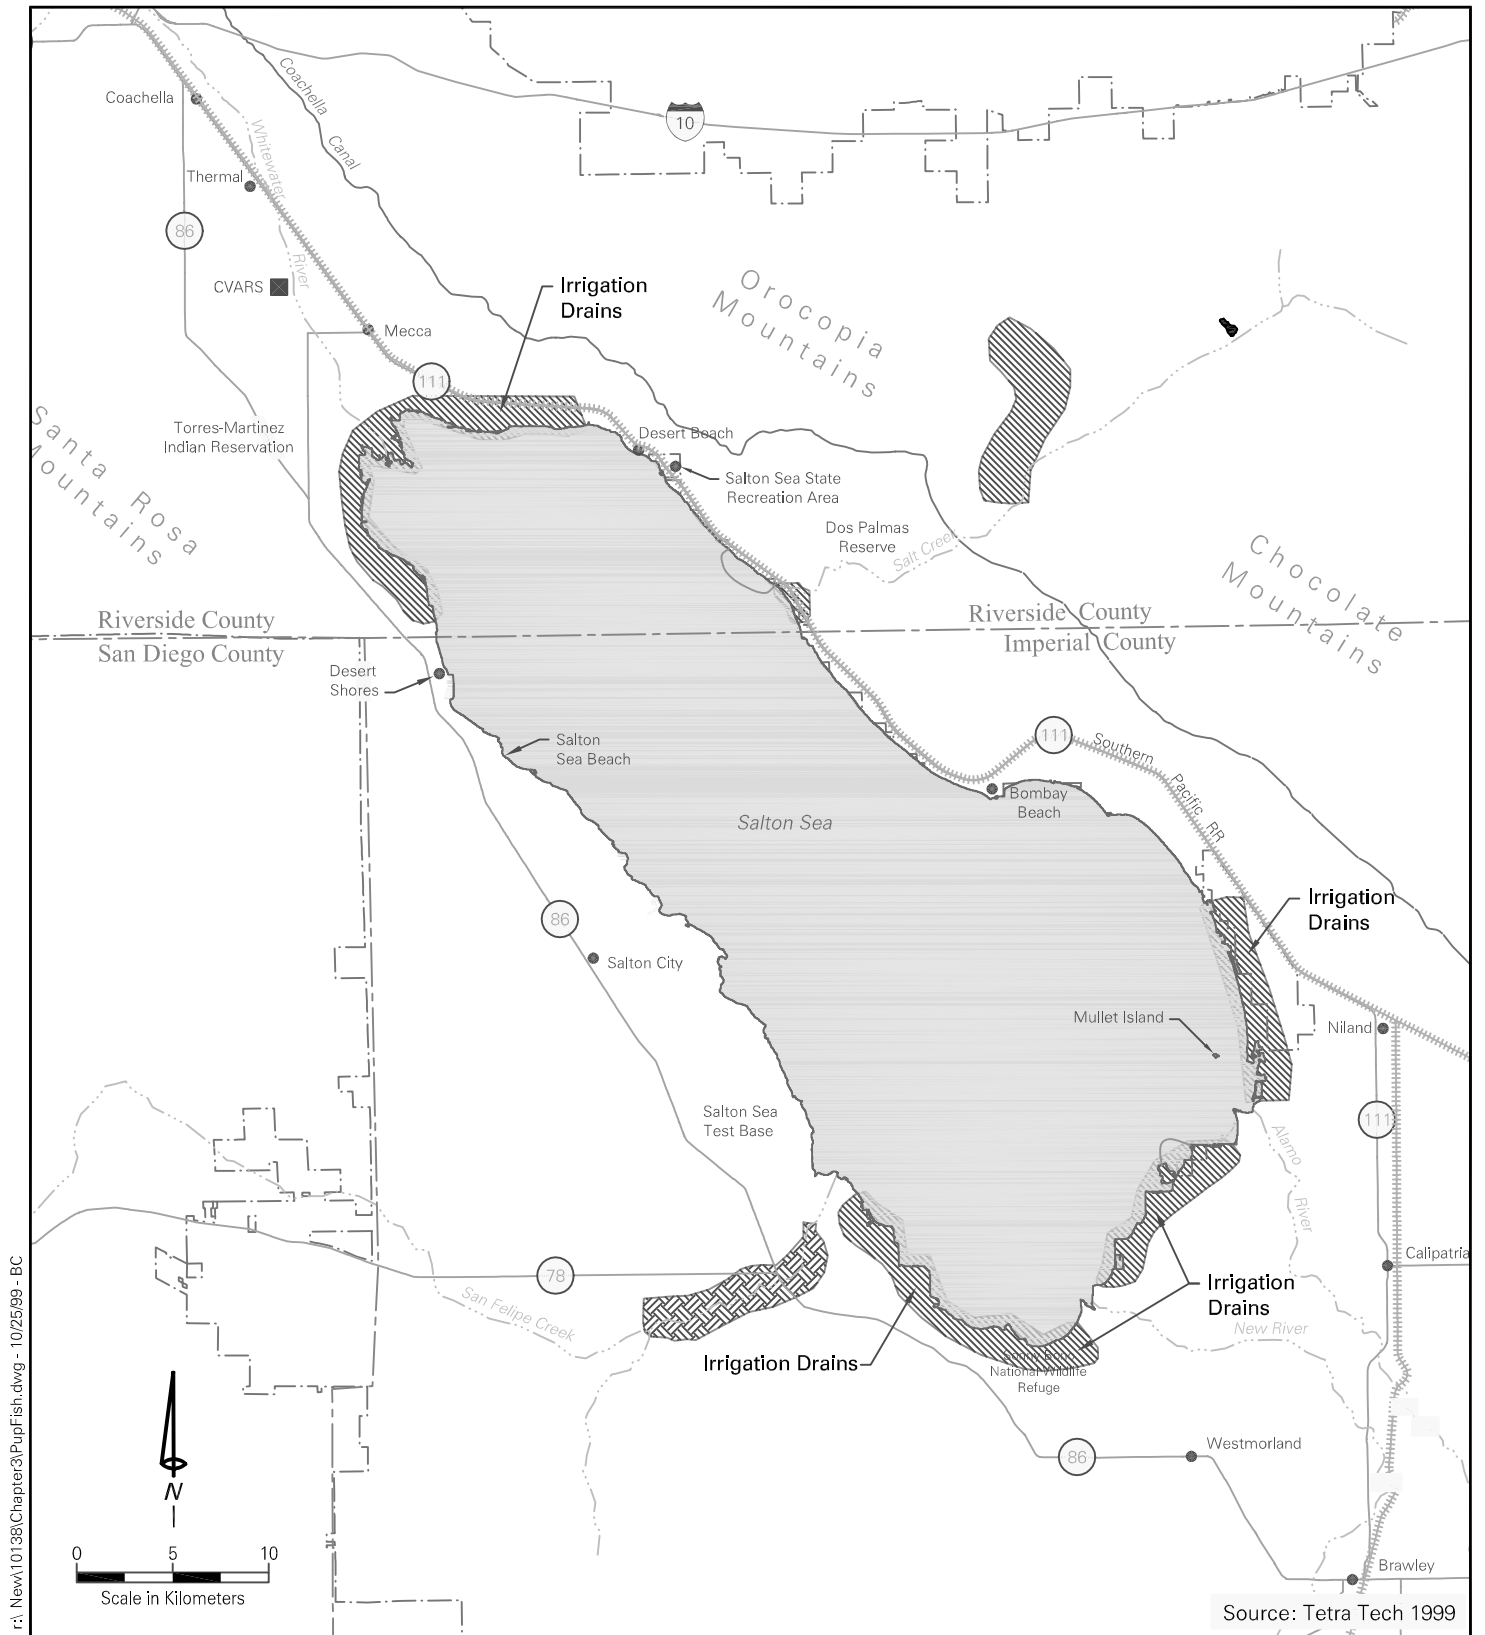 Coachella
Coachella
Canal
Whitewater
River
10
Thermal
86
CVARS
Irrigation
Drains
Mecca
111
Orocopia
Mountains
Torres-Martinez
Indian Reservation
Santa Rosa
Mountains
Desert Beach
Salton Sea State
Recreation Area
Dos Palmas
Reserve
Salt Creek
Chocolate
Mountains
Riverside County
San Diego County
Riverside County
Imperial County
Desert
Shores
Salton
Sea Beach
111
Southern
Pacific RR
Bombay
Beach
Salton Sea
Irrigation
Drains
86
Salton City
Mullet Island
Niland
Salton Sea
Test Base
111
Alamo
River
Calipatria
78
San Felipe Creek
Irrigation
Drains
New River
Irrigation Drains
Sonny Bono
National Wildlife
Refuge
86
Westmorland
N
0 5 10
Scale in Kilometers
Brawley
Source: Tetra Tech 1999
r:\ New\10138\Chapter3\PupFish.dwg - 10/25/99 - BC